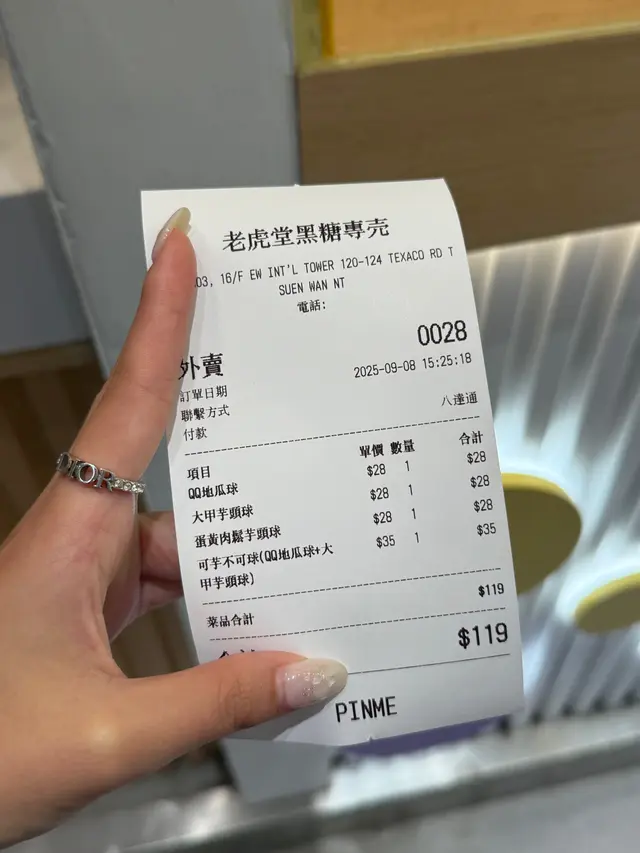 老虎堂黑糖專売
03, 16/F EW INT'L TOWER 120-124 TEXACO RD T
SUEN WAN NT
電話:
0028
外賣
訂單日期 2025-09-08 15:25:18
聯繫方式
付款 八達通
項目 單價 數量 合計
QQ地瓜球 $28 1 $28
大甲芋頭球 $28 1 $28
蛋黃肉鬆芋頭球 $28 1 $28
可芋不可球(QQ地瓜球+大 $35 1 $35
甲芋頭球)
菜品合計 $119
$119
PINME
DIOR